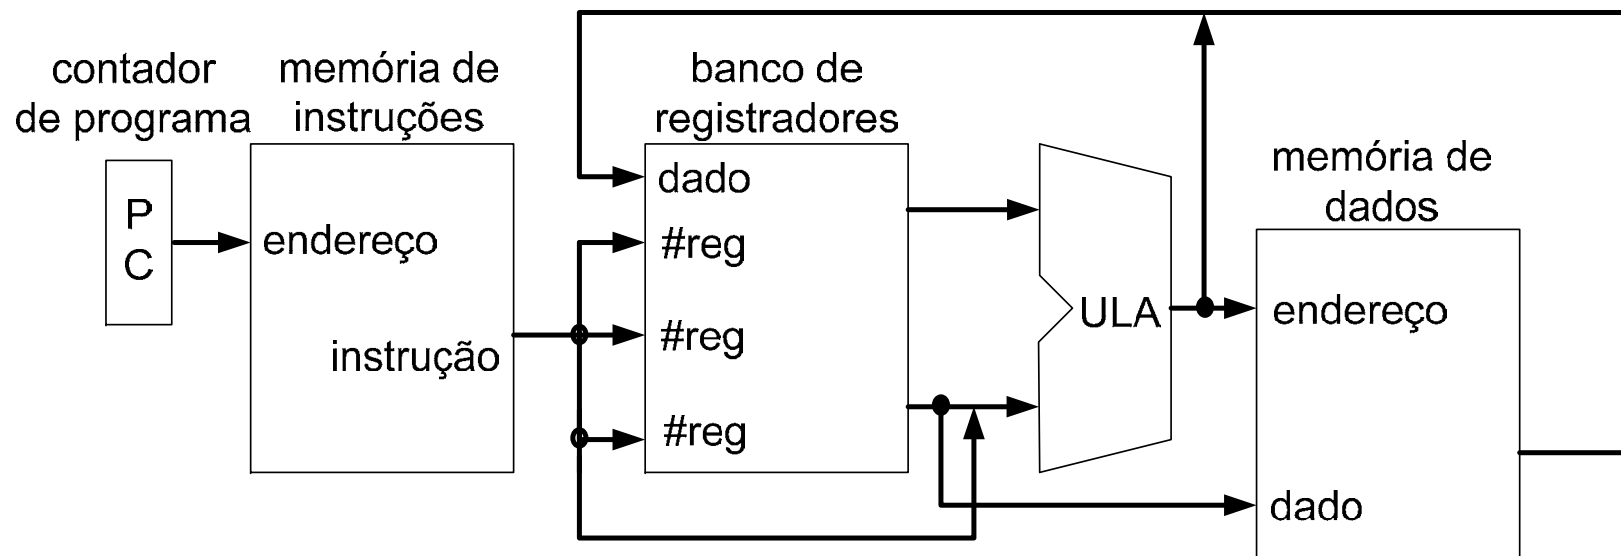 contador
de programa
memória de
instruções
banco de
registradores
memória de
dados
P
C
endereço
instrução
dado
#reg
#reg
#reg
ULA
endereço
dado